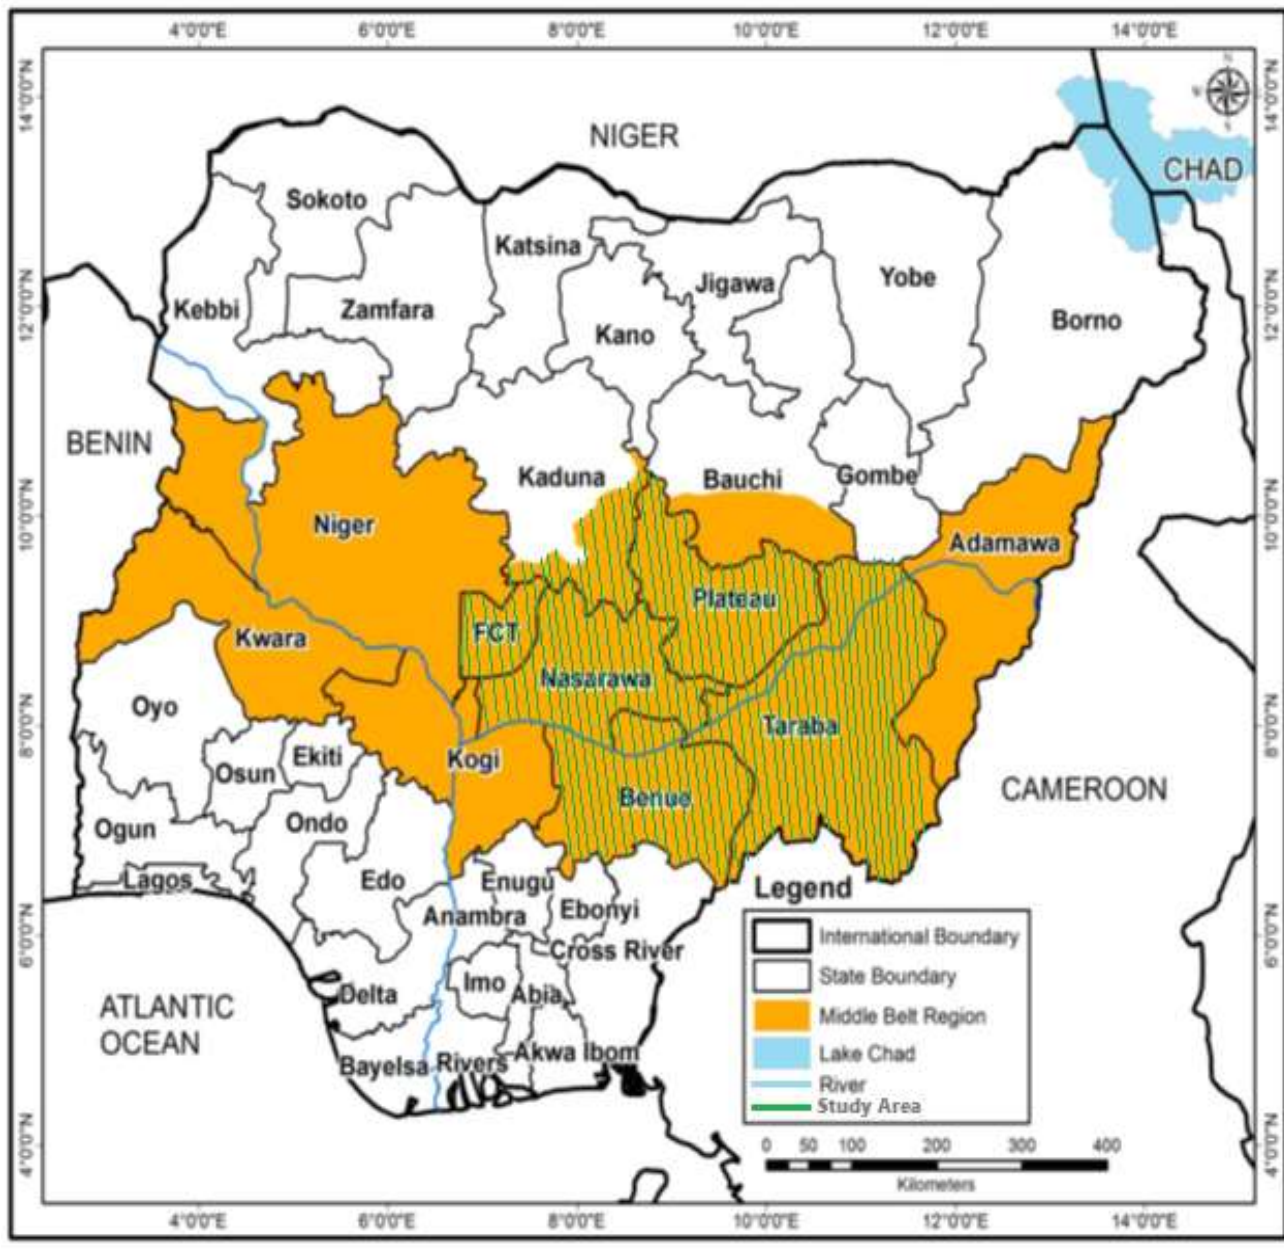 4°0'0"E 6°0'0"E 8°0'0"E 10°0'0"E 12°0'0"E 14°0'0"E
14°0'0"N
14°0'0"N
NIGER
CHAD
Sokoto
Katsina
Jigawa
Yobe
Kebbi
Zamfara
Kano
Borno
12°0'0"N
12°0'0"N
BENIN
Kaduna
Bauchi
Gombe
10°0'0"N
10°0'0"N
Niger
Adamawa
Plateau
FCT
Kwara
Nasarawa
Oyo
Taraba
8°0'0"N
8°0'0"N
Ekiti
Kogi
Osun
CAMEROON
Benue
Ogun
Ondo
Lagos
Edo
Enugu
Anambra
Ebonyi
Cross River
6°0'0"N
6°0'0"N
Delta
Imo
Abia
ATLANTIC
OCEAN
Bayelsa
Rivers
Akwa Ibom
Legend
International Boundary
State Boundary
Middle Belt Region
Lake Chad
River
Study Area
0 50 100 200 300 400
Kilometers
4°0'0"N
4°0'0"N
4°0'0"E 6°0'0"E 8°0'0"E 10°0'0"E 12°0'0"E 14°0'0"E